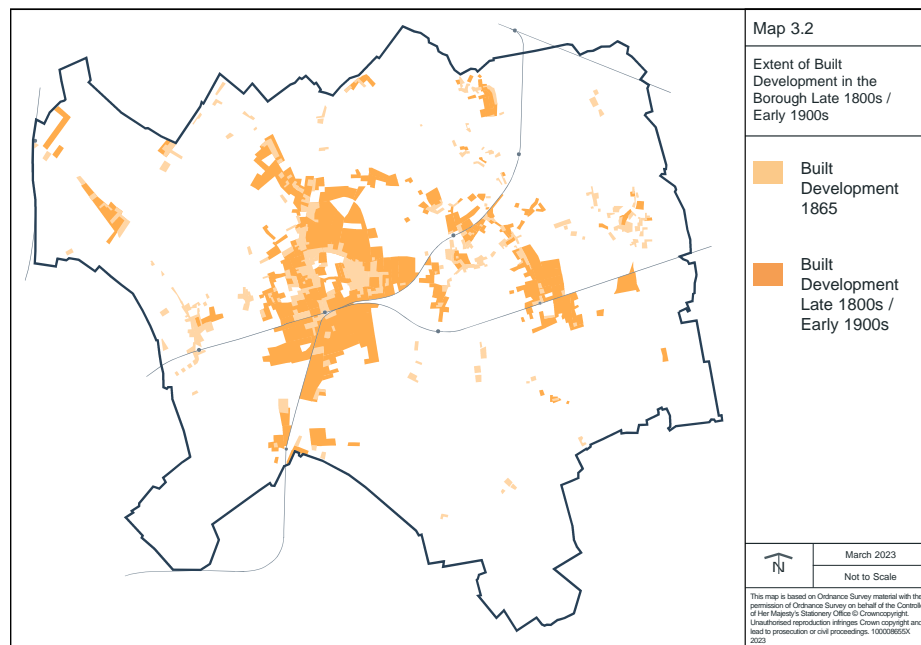 Map 3.2
Extent of Built
Development in the
Borough Late 1800s /
Early 1900s
Built
Development
1865
Built
Development
Late 1800s /
Early 1900s
N
March 2023
Not to Scale
This map is based on Ordnance Survey material with the
permission of Ordnance Survey on behalf of the Controlle
of Her Majesty's Stationery Office © Crowncopyright.
Unauthorised reproduction infringes Crown copyright and
lead to prosecution or civil proceedings. 100008655X
2023